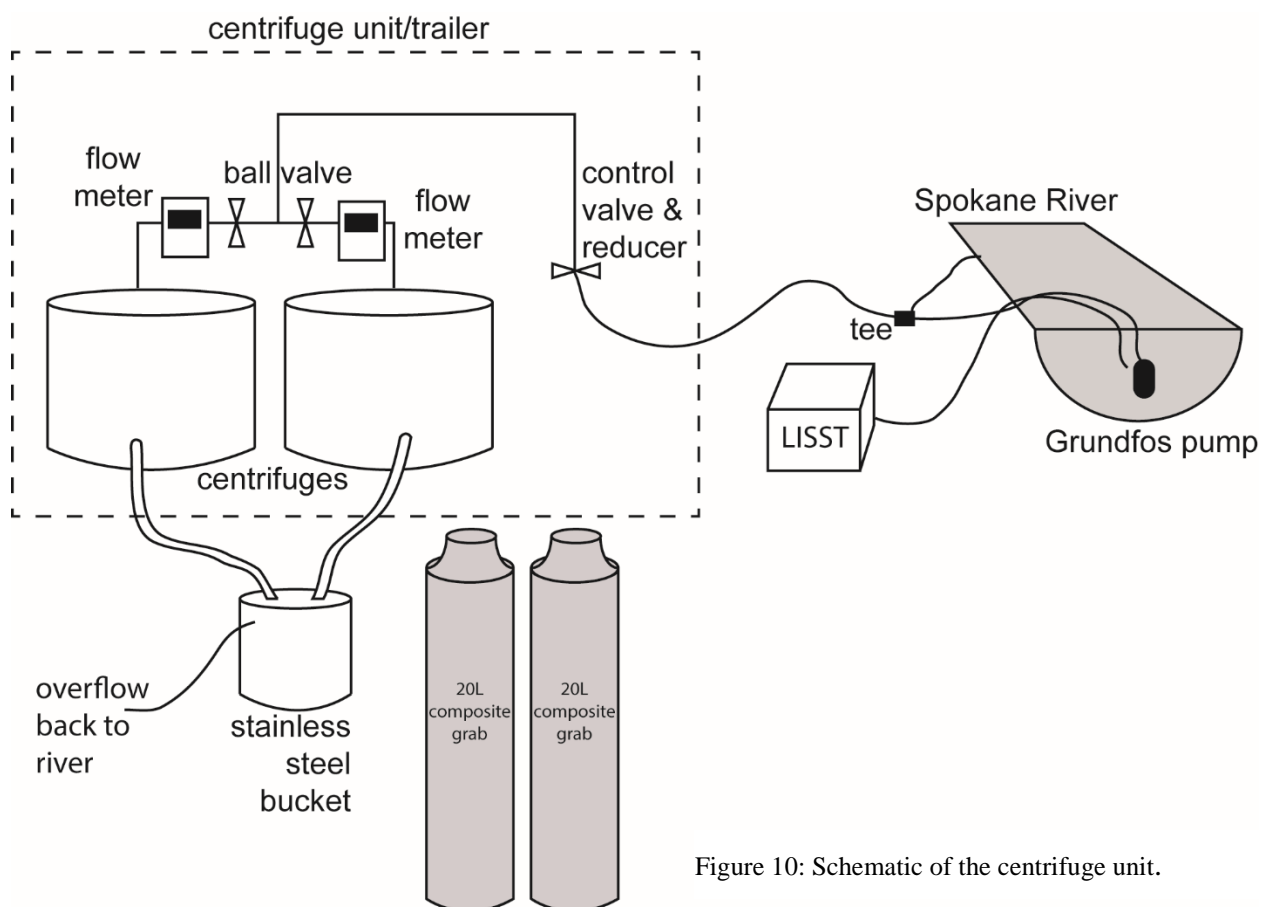 centrifuge unit/trailer
flow
meter
ball valve
flow
meter
control
valve &
reducer
Spokane River
tee
LISST
Grundfos pump
centrifuges
overflow
back to
river
stainless
steel
bucket
20L
composite
grab
20L
composite
grab
Figure 10: Schematic of the centrifuge unit.